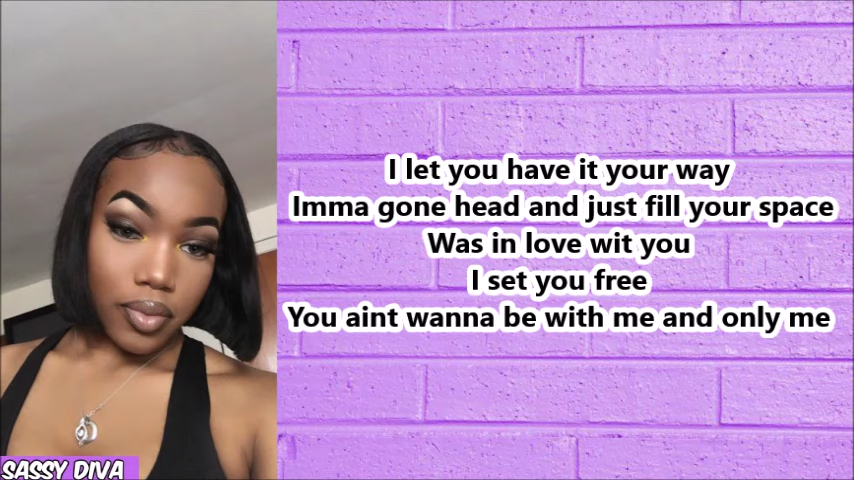 I let you have it your way
Imma gone head and just fill your space
Was in love wit you
I set you free
You aint wanna be with me and only me
SASSY DIVA